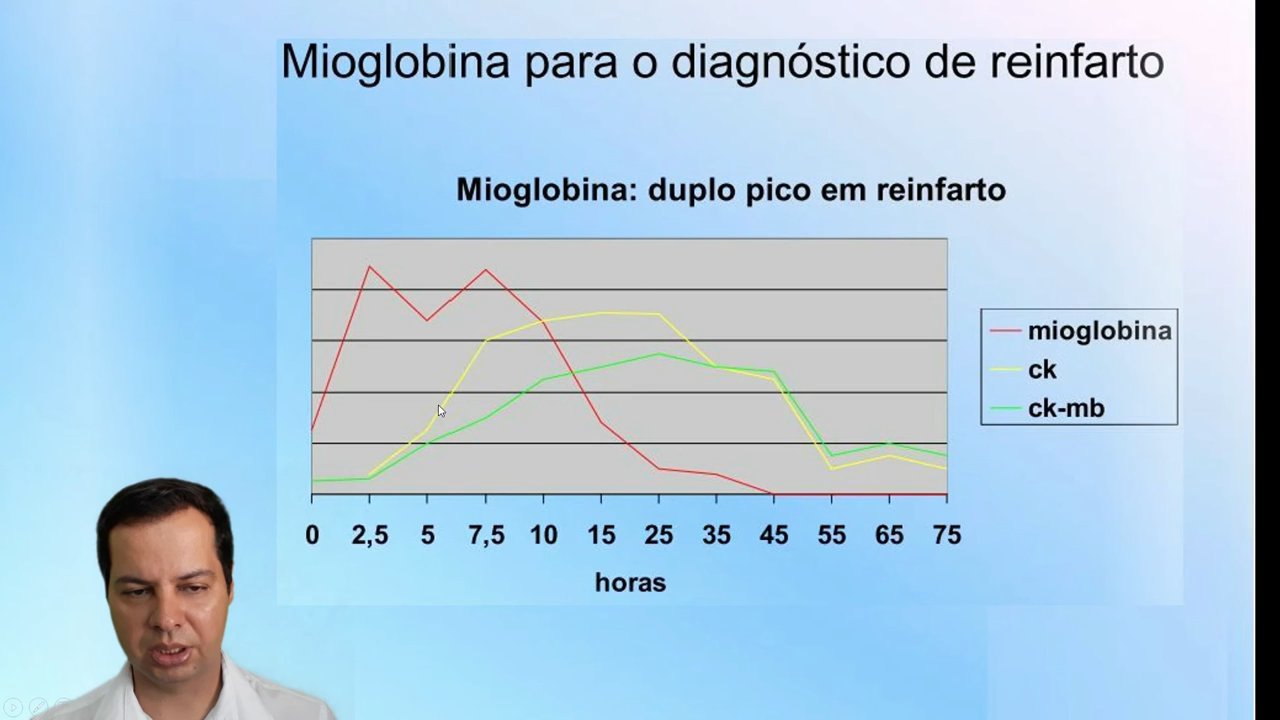 Mioglobina para o diagnóstico de reinfarto
Mioglobina: duplo pico em reinfarto
mioglobina
ck
ck-mb
0 2,5 5 7,5 10 15 25 35 45 55 65 75
horas